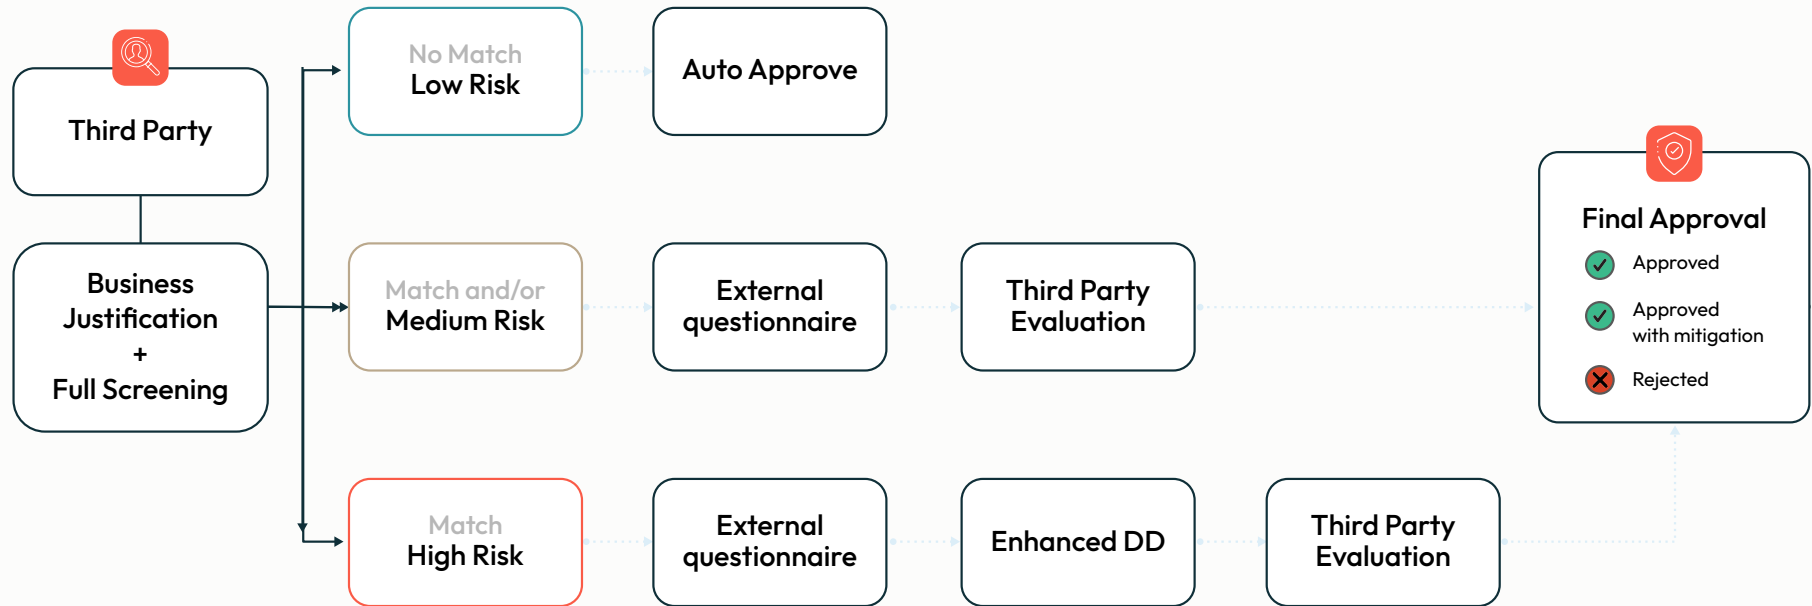 Third Party
Business
Justification
+
Full Screening
No Match
Low Risk
Auto Approve
Match and/or
Medium Risk
External
questionnaire
Third Party
Evaluation
Match
High Risk
External
questionnaire
Enhanced DD
Third Party
Evaluation
Final Approval
Approved
Approved
with mitigation
Rejected